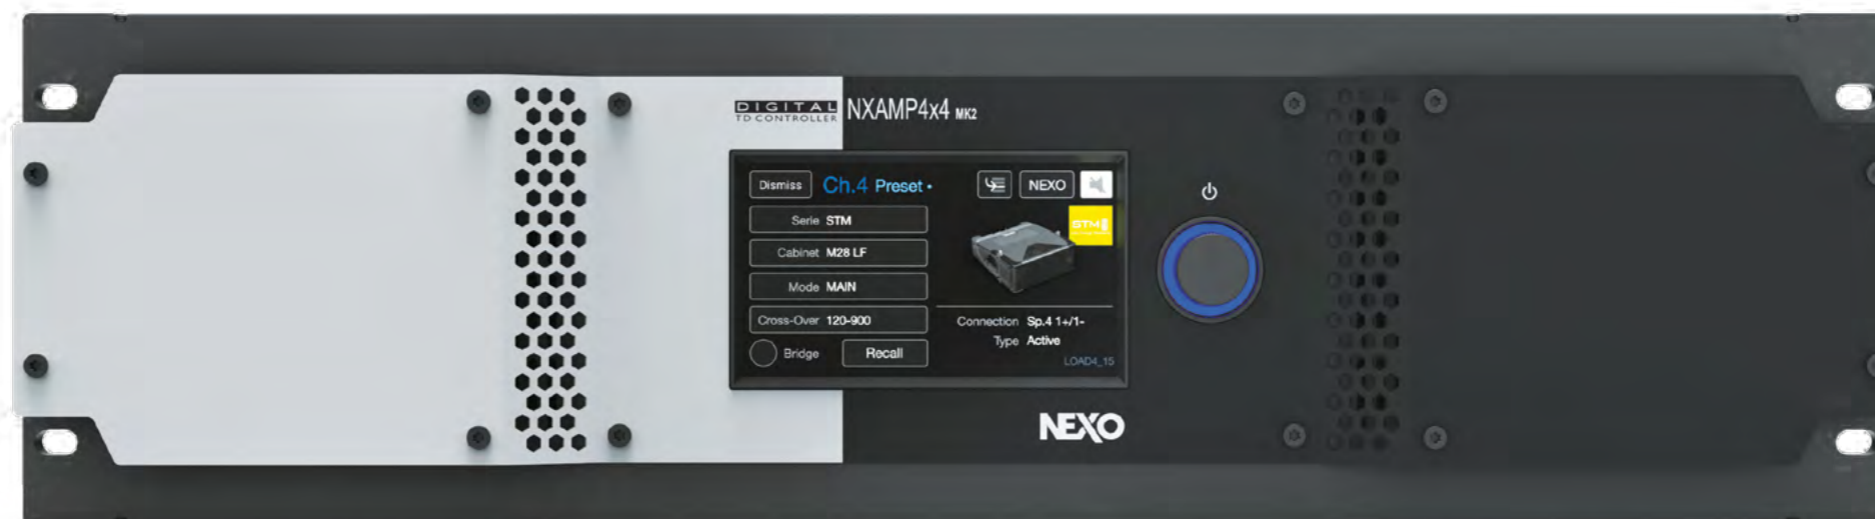 DIGITAL
TD CONTROLLER
NXAMP4x4 MK2
Dismiss Ch.4 Preset • NEXO
Serie STM
Cabinet M28 LF
Mode MAIN
Cross-Over 120-900
Bridge Recall
STM
Connection Sp.4 1+/1-
Type Active
LOAD4_15
NEXO